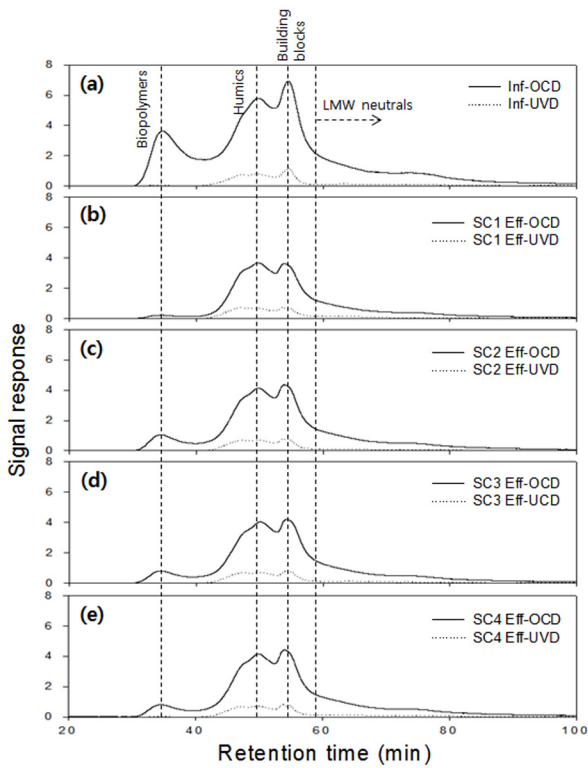 Biopolymers
Humics
Building
blocks
8
6
4
2
0
(a)
Inf-OCD
Inf-UVD
LMW neutrals
8
6
4
2
0
(b)
SC1 Eff-OCD
SC1 Eff-UVD
8
6
4
2
0
(c)
SC2 Eff-OCD
SC2 Eff-UVD
8
6
4
2
0
(d)
SC3 Eff-OCD
SC3 Eff-UCD
8
6
4
2
0
(e)
SC4 Eff-OCD
SC4 Eff-UVD
Signal response
20 40 60 80 100
Retention time (min)